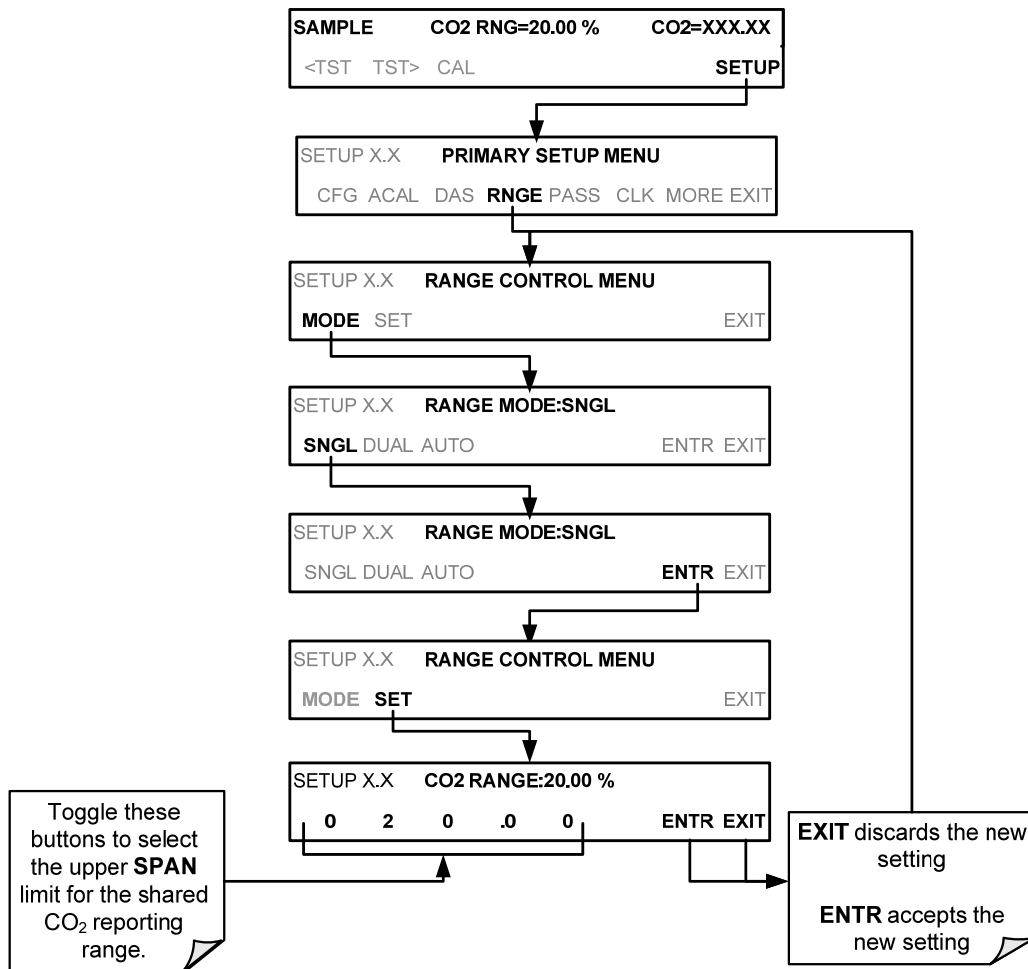 SAMPLE CO2 RNG=20.00 % CO2=XXX.XX
<TST TST> CAL SETUP
SETUP X.X PRIMARY SETUP MENU
CFG ACAL DAS RNGE PASS CLK MORE EXIT
SETUP X.X RANGE CONTROL MENU
MODE SET EXIT
SETUP X.X RANGE MODE:SNGL
SNGL DUAL AUTO ENTR EXIT
SETUP X.X RANGE MODE:SNGL
SNGL DUAL AUTO ENTR EXIT
SETUP X.X RANGE CONTROL MENU
MODE SET EXIT
SETUP X.X CO2 RANGE:20.00 %
0 2 0 .0 0 ENTR EXIT
Toggle these
buttons to select
the upper SPAN
limit for the shared
CO₂ reporting
range.
EXIT discards the new
setting
ENTR accepts the
new setting